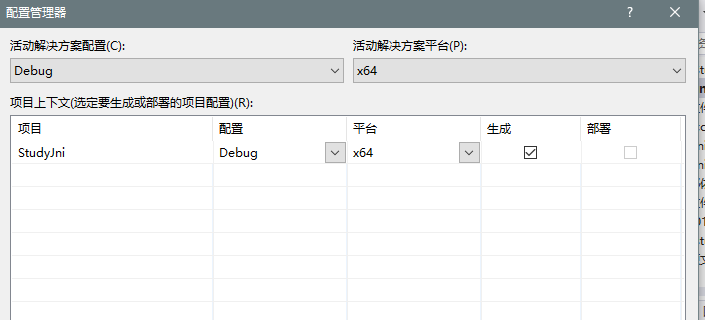 配置管理器
活动解决方案配置(C):
活动解决方案平台(P):
Debug
x64
项目上下文(选定要生成或部署的项目配置)(R):
项目 配置 平台 生成 部署
StudyJni Debug x64